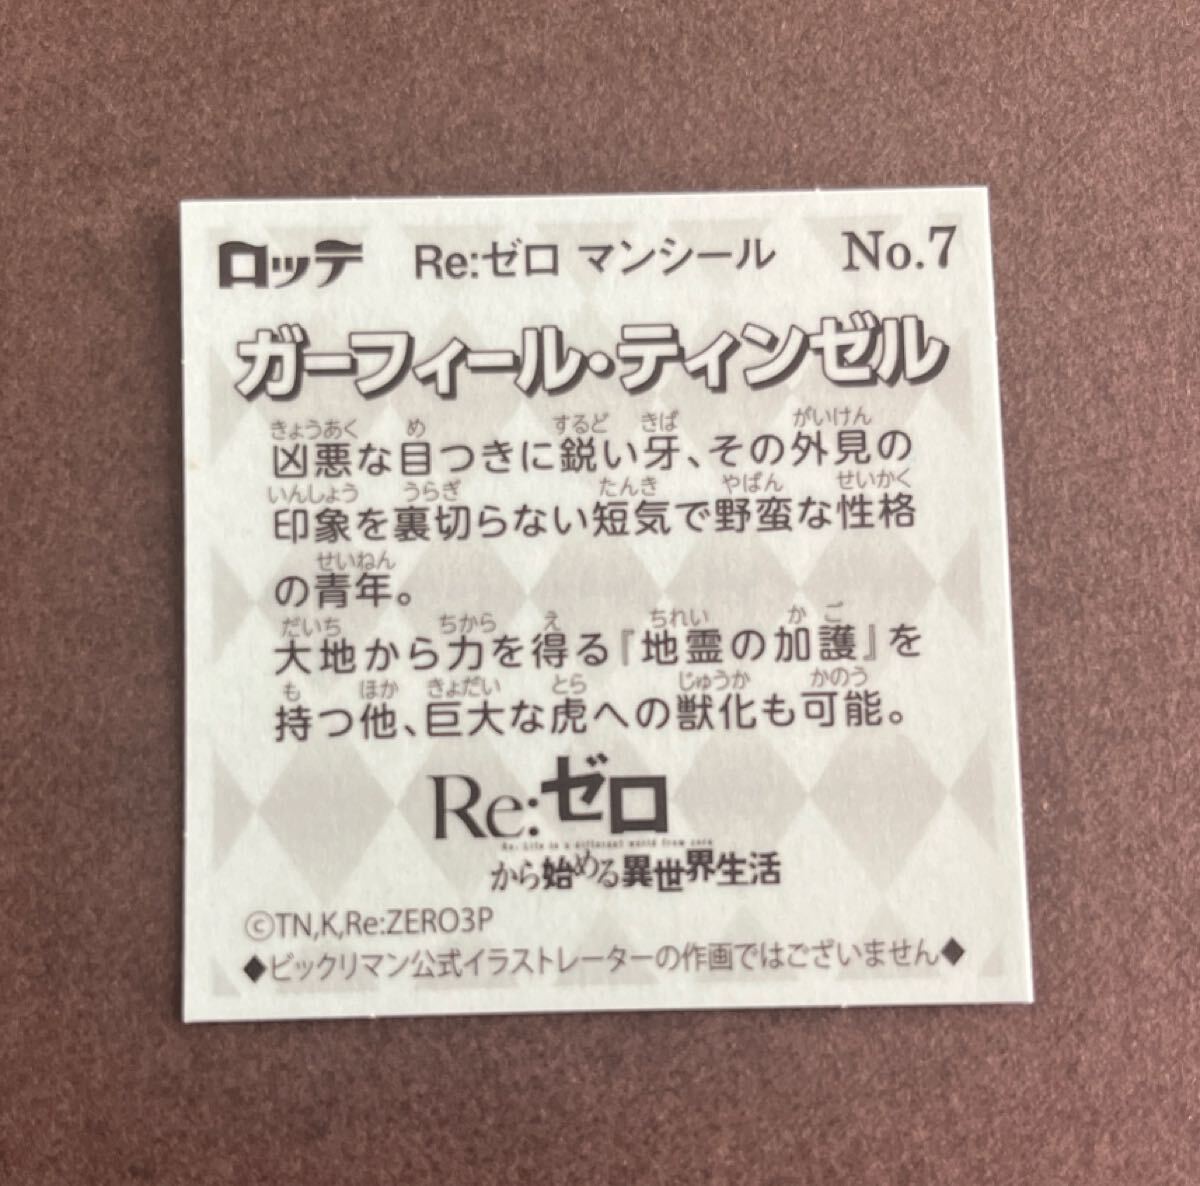 ロッテ Re:ゼロ マンシール No.7
ガーフィール・ティンゼル
きょうあく め するど きば がいけん
凶悪な目つきに鋭い牙、その外見の
いんしょう うらぎ たんき やばん せいかく
印象を裏切らない短気で野蛮な性格
せいねん
の青年。
だいち ちから え ちれい かご
大地から力を得る『地霊の加護』を
も ほか きょだい とら じゅうか かのう
持つ他、巨大な虎への獣化も可能。
Re:ゼロ
Re: Life in a different world from zero
から始める異世界生活
©TN,K,Re:ZERO3P
◆ビックリマン公式イラストレーターの作画ではございません◆